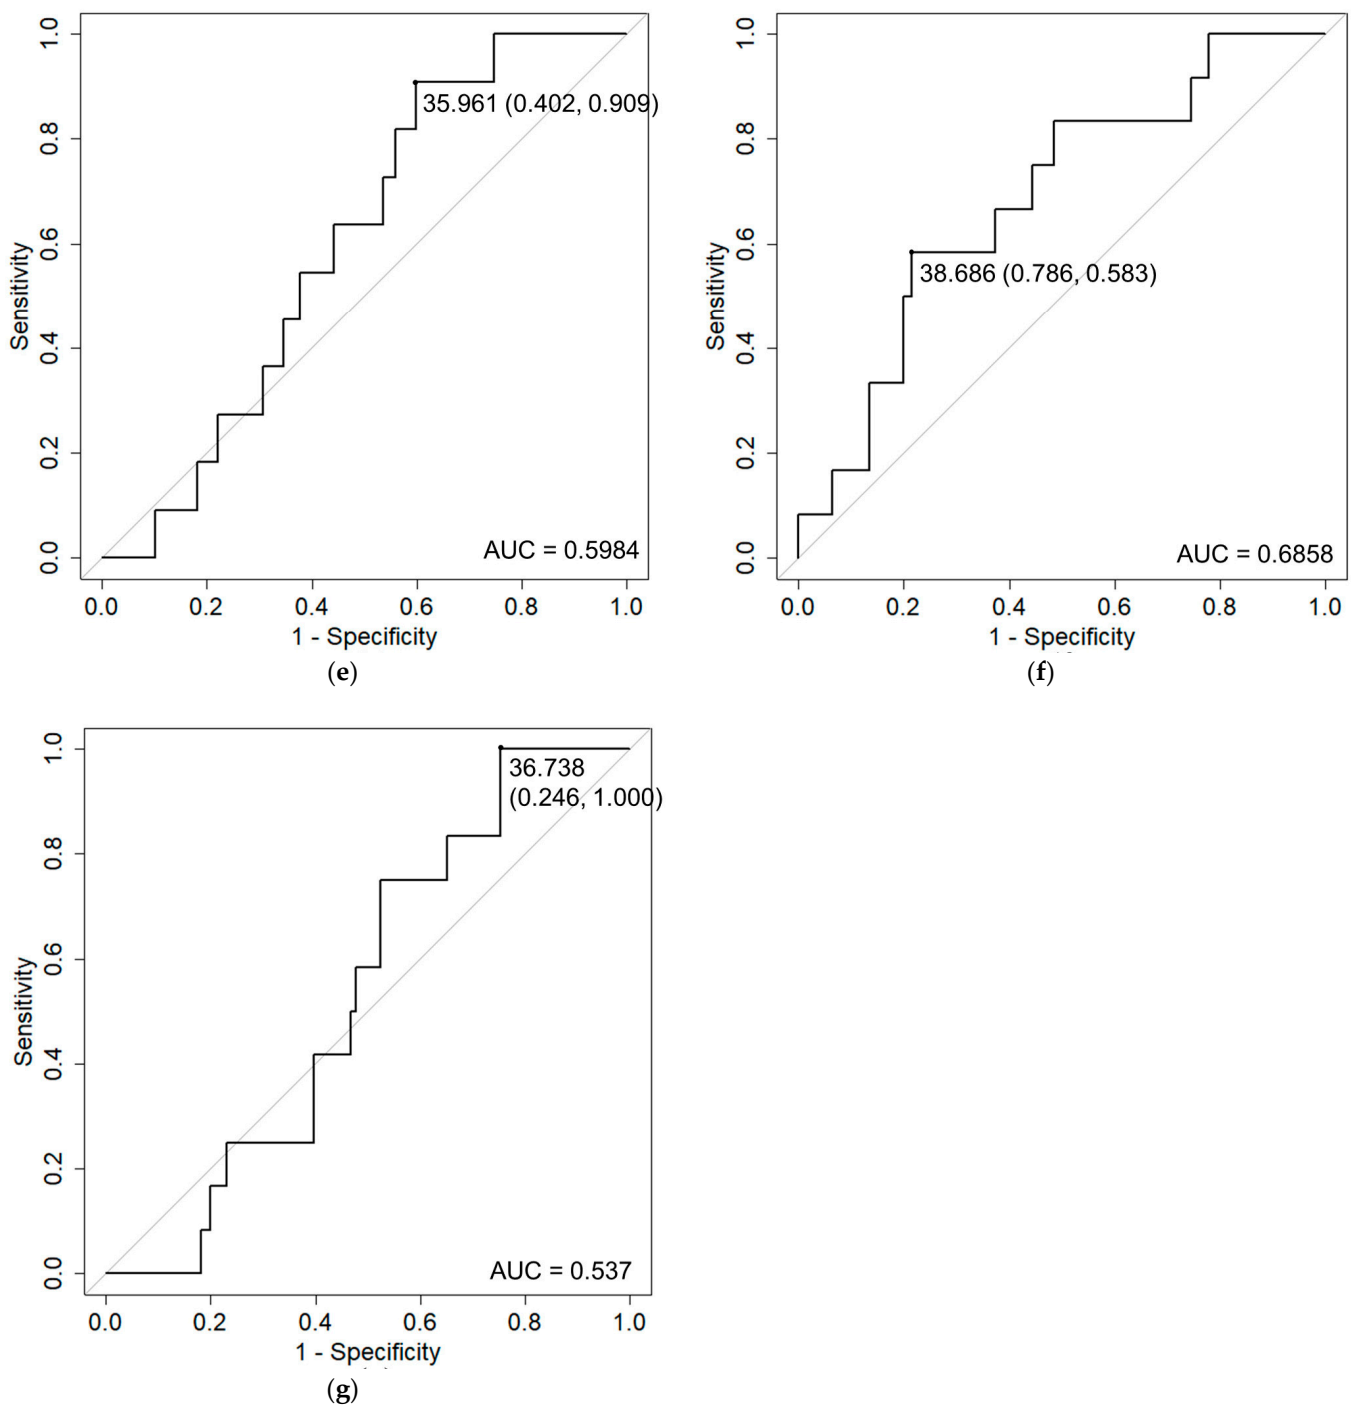 1.0
0.8
0.6
0.4
0.2
0.0
Sensitivity
35.961 (0.402, 0.909)
AUC = 0.5984
0.0 0.2 0.4 0.6 0.8 1.0
1 - Specificity
(e)
1.0
0.8
0.6
0.4
0.2
0.0
Sensitivity
38.686 (0.786, 0.583)
AUC = 0.6858
0.0 0.2 0.4 0.6 0.8 1.0
1 - Specificity
(f)
1.0
0.8
0.6
0.4
0.2
0.0
Sensitivity
36.738
(0.246, 1.000)
AUC = 0.537
0.0 0.2 0.4 0.6 0.8 1.0
1 - Specificity
(g)